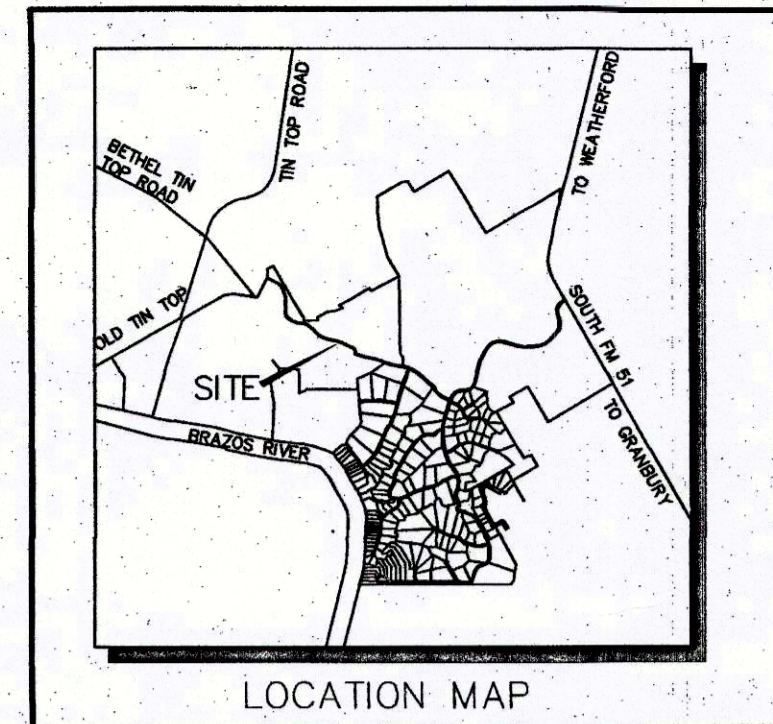 TO WEATHERFORD
TIN TOP ROAD
BETHEL TIN
TOP ROAD
OLD TIN TOP
SOUTH FM 51
SITE
TO GRANBURY
BRAZOS RIVER
LOCATION MAP